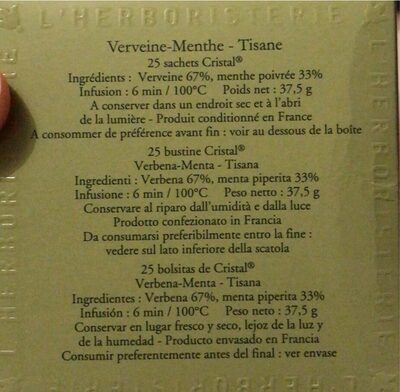 L'HERBORISTERIE
Verveine-Menthe - Tisane
25 sachets Cristal®
Ingrédients : Verveine 67%, menthe poivrée 33%
Infusion : 6 min / 100°C Poids net : 37,5 g
A conserver dans un endroit sec et à l'abri
de la lumière - Produit conditionné en France
A consommer de préférence avant fin : voir au dessous de la boîte
25 bustine Cristal®
Verbena-Menta - Tisana
Ingredienti : Verbena 67%, menta piperita 33%
Infusione : 6 min / 100°C Peso netto : 37,5 g
Conservare al riparo dall'umidità e dalla luce
Prodotto confezionato in Francia
Da consumarsi preferibilmente entro la fine :
vedere sul lato inferiore della scatola
25 bolsitas de Cristal®
Verbena-Menta - Tisana
Ingredientes : Verbena 67%, menta piperita 33%
Infusión : 6 min / 100°C Peso neto : 37,5 g
Conservar en lugar fresco y seco, lejoz de la luz y
de la humedad - Producto envasado en Francia
Consumir preferentemente antes del final : ver envase